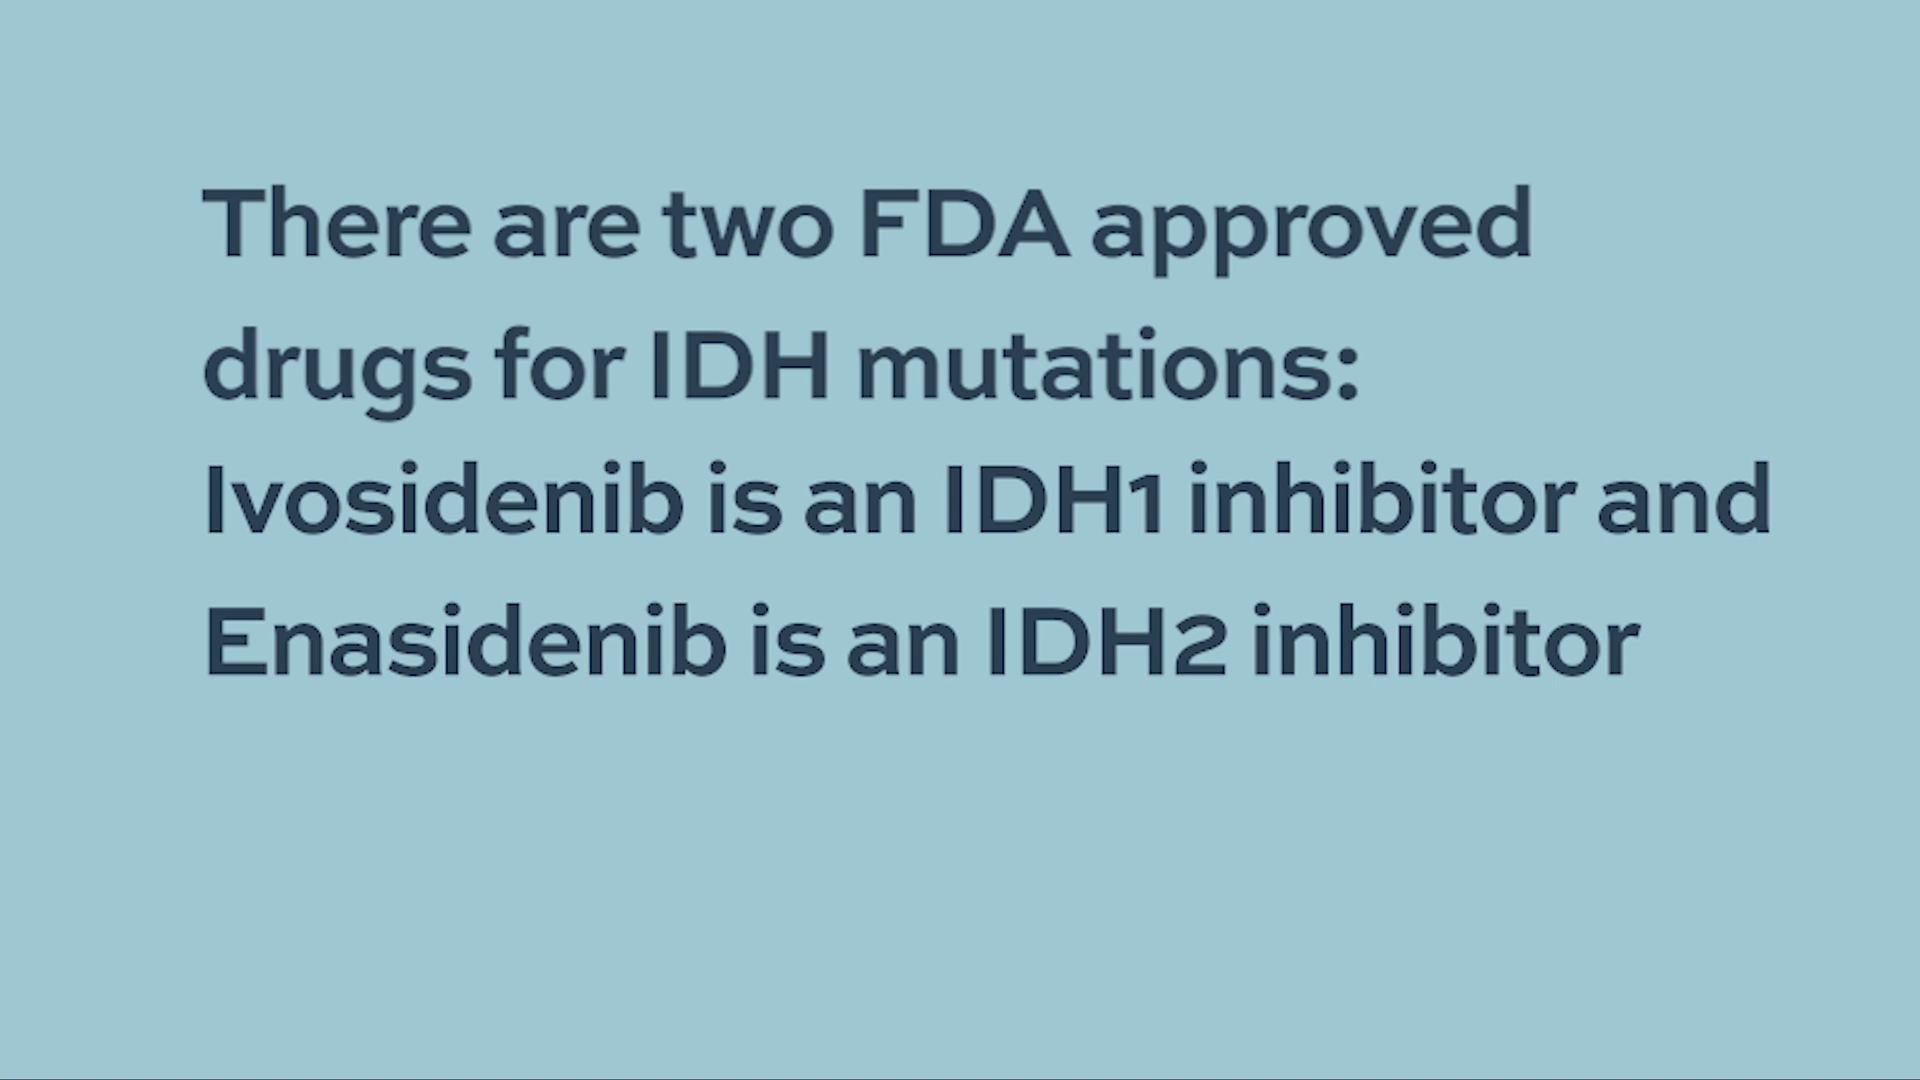 There are two FDA approved
drugs for IDH mutations:
Ivosidenib is an IDH1 inhibitor and
Enasidenib is an IDH2 inhibitor